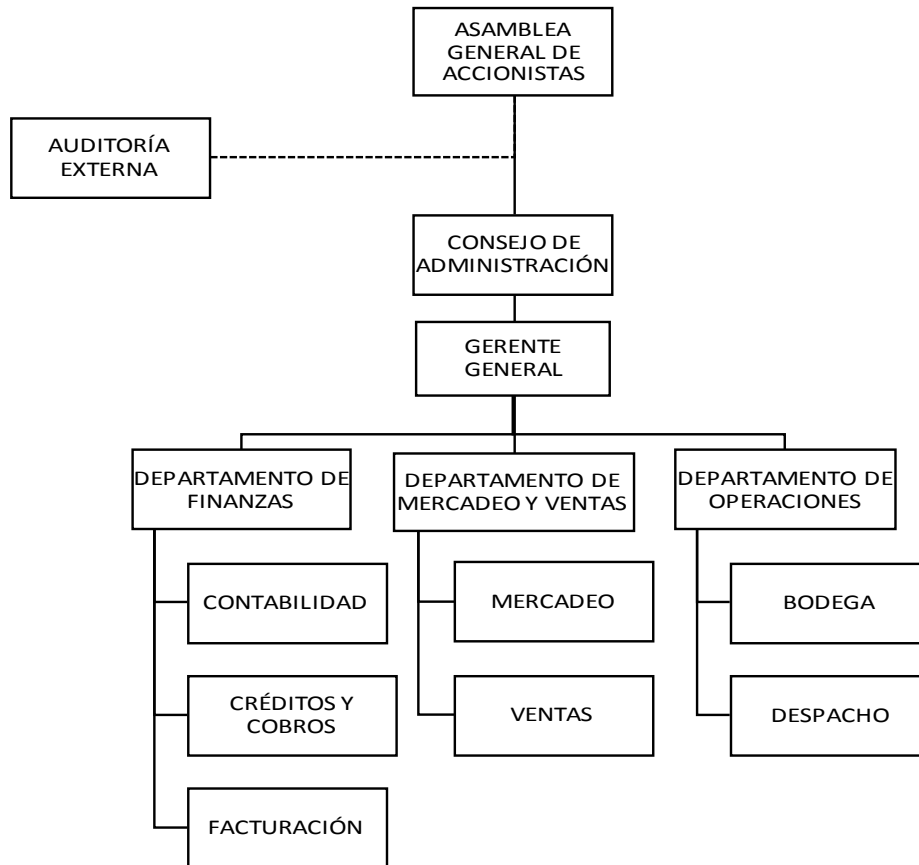 ASAMBLEA
GENERAL DE
ACCIONISTAS
AUDITORÍA
EXTERNA
CONSEJO DE
ADMINISTRACIÓN
GERENTE
GENERAL
DEPARTAMENTO DE
FINANZAS
DEPARTAMENTO DE
MERCADEO Y VENTAS
DEPARTAMENTO DE
OPERACIONES
CONTABILIDAD
MERCADEO
BODEGA
CRÉDITOS Y
COBROS
VENTAS
DESPACHO
FACTURACIÓN